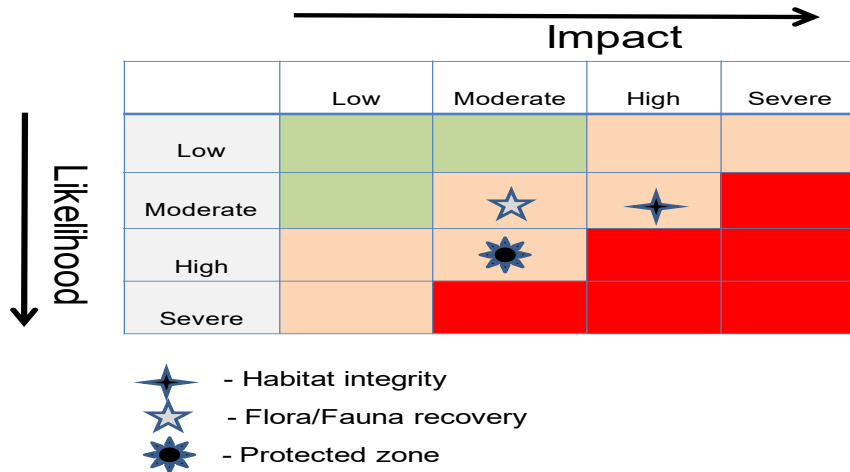 Impact
Low Moderate High Severe
Low
Moderate
High
Severe
Likelihood
- Habitat integrity
- Flora/Fauna recovery
- Protected zone